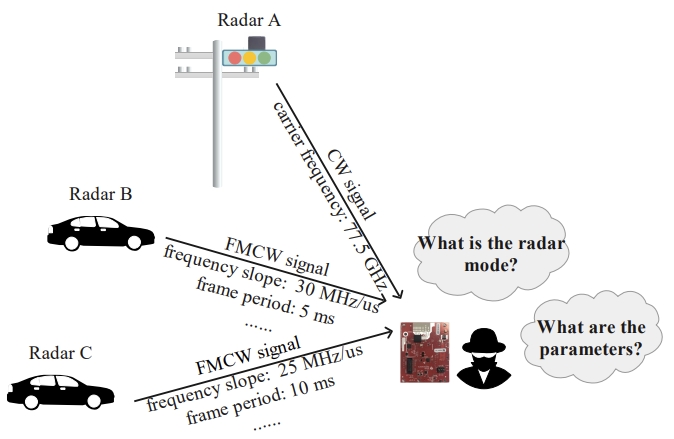 Radar A
CW signal
carrier frequency: 77.5 GHz
Radar B
FMCW signal
frequency slope: 30 MHz/us
frame period: 5 ms
......
What is the radar
mode?
What are the
parameters?
Radar C
FMCW signal
frequency slope: 25 MHz/us
frame period: 10 ms
......